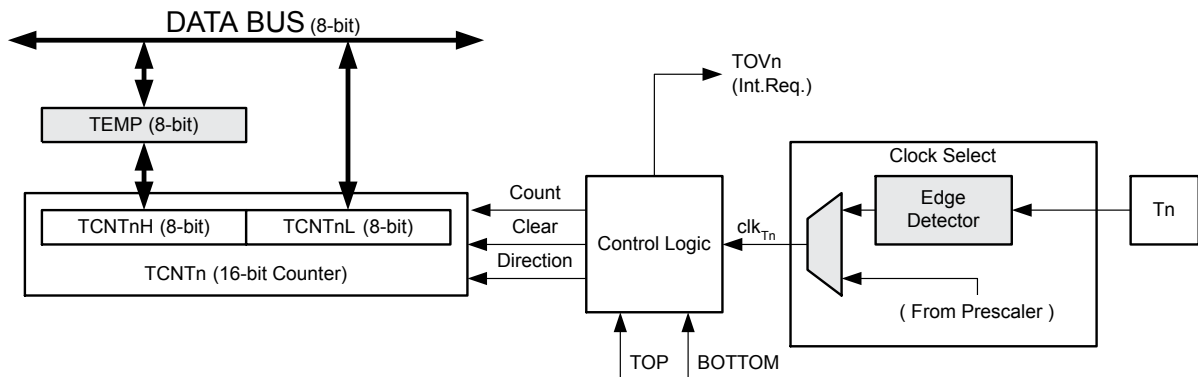 DATA BUS (8-bit)
TEMP (8-bit)
TCNTnH (8-bit)
TCNTnL (8-bit)
TCNTn (16-bit Counter)
Count
Clear
Direction
Control Logic
TOVn
(Int.Req.)
TOP
BOTTOM
clkTn
Clock Select
Edge
Detector
( From Prescaler )
Tn